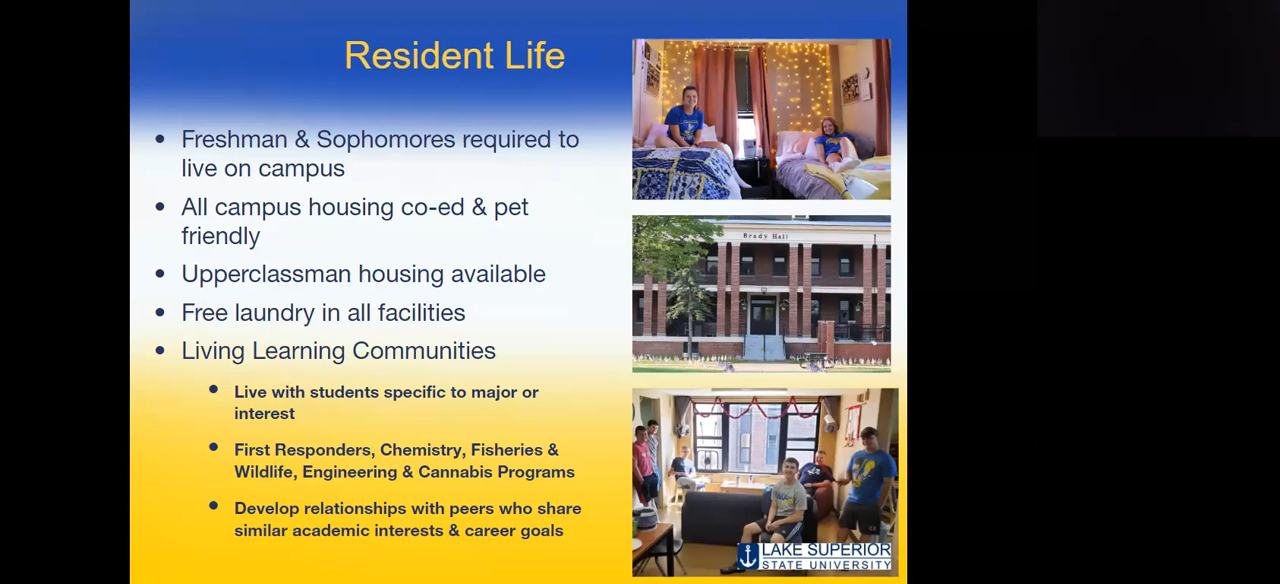 Resident Life
Freshman & Sophomores required to
live on campus
All campus housing co-ed & pet
friendly
Upperclassman housing available
Free laundry in all facilities
Living Learning Communities
Live with students specific to major or
interest
First Responders, Chemistry, Fisheries &
Wildlife, Engineering & Cannabis Programs
Develop relationships with peers who share
similar academic interests & career goals
Brady Hall
LAKE SUPERIOR
STATE UNIVERSITY